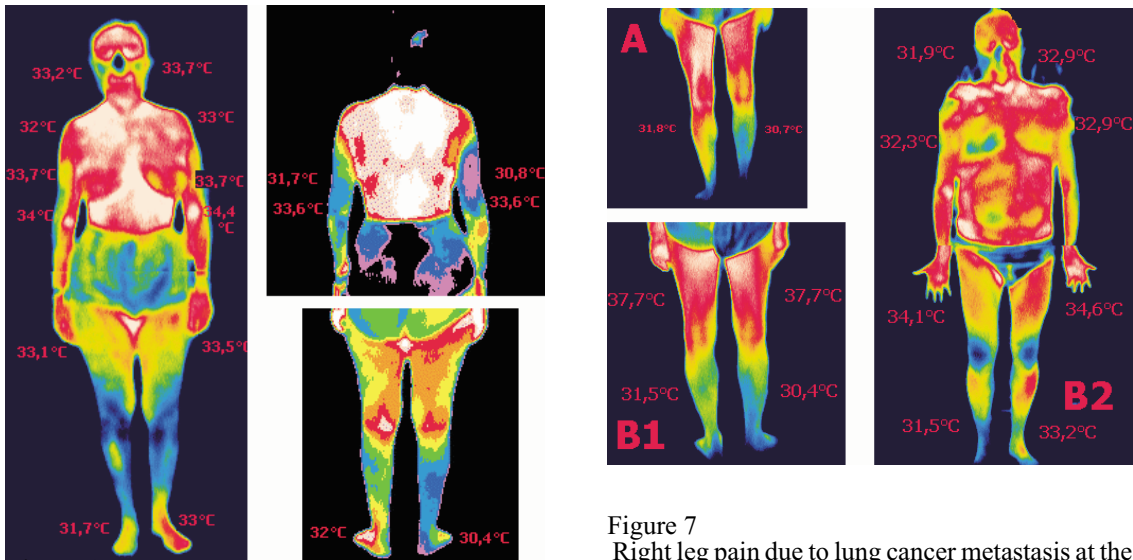 33,2°C
33,7°C
32°C
33°C
33,7°C
33,7°C
34°C
34,4
°C
33,1°C
33,5°C
31,7°C
33°C
31,7°C
30,8°C
33,6°C
33,6°C
32°C
30,4°C
A
31,8°C
30,7°C
37,7°C
37,7°C
31,5°C
30,4°C
B1
31,9°C
32,9°C
32,3°C
32,9°C
34,1°C
34,6°C
B2
31,5°C
33,2°C
Figure 7
Right leg pain due to lung cancer metastasis at the